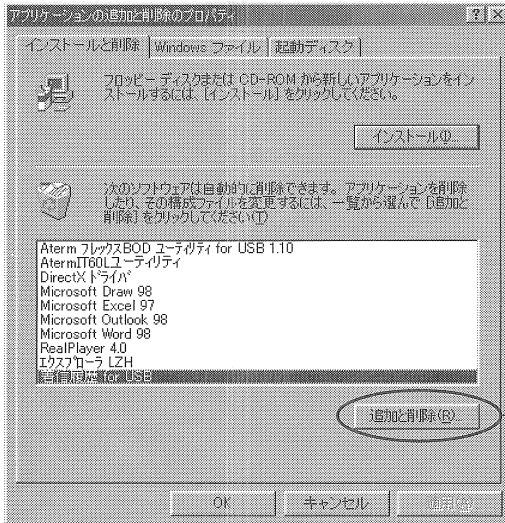 アプリケーションの追加と削除のプロパティ
? ×
インストールと削除 Windows ファイル 起動ディスク
フロッピー ディスクまたは CD-ROM から新しいアプリケーションをイン
ストールするには、[インストール] をクリックしてください。
インストール(I)...
次のソフトウェアは自動的に削除できます。アプリケーションを削除
したり、その構成ファイルを変更するには、一覧から選んで [追加と
削除] をクリックしてください(T)
Aterm フレックスBOD ユーティリティ for USB 1.10
AtermIT60Lユーティリティ
DirectX ドライバ
Microsoft Draw 98
Microsoft Excel 97
Microsoft Outlook 98
Microsoft Word 98
RealPlayer 4.0
エクスプローラ LZH
着信履歴 for USB
追加と削除(R)...
OK キャンセル 適用(A)